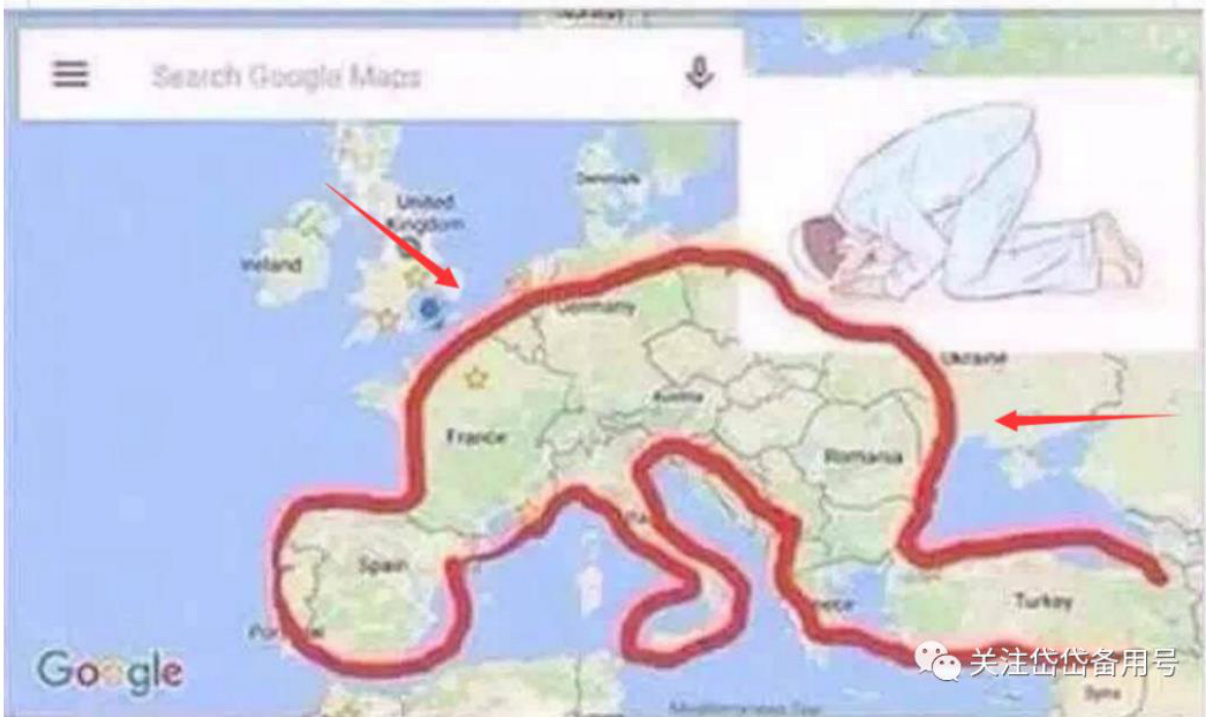 Search Google Maps
Denmark
United
Kingdom
Ireland
Germany
Ukraine
Austria
France
Romania
Spain
Turkey
Portugal
Google
关注岱岱备用号
Syria
Mediterranean Sea